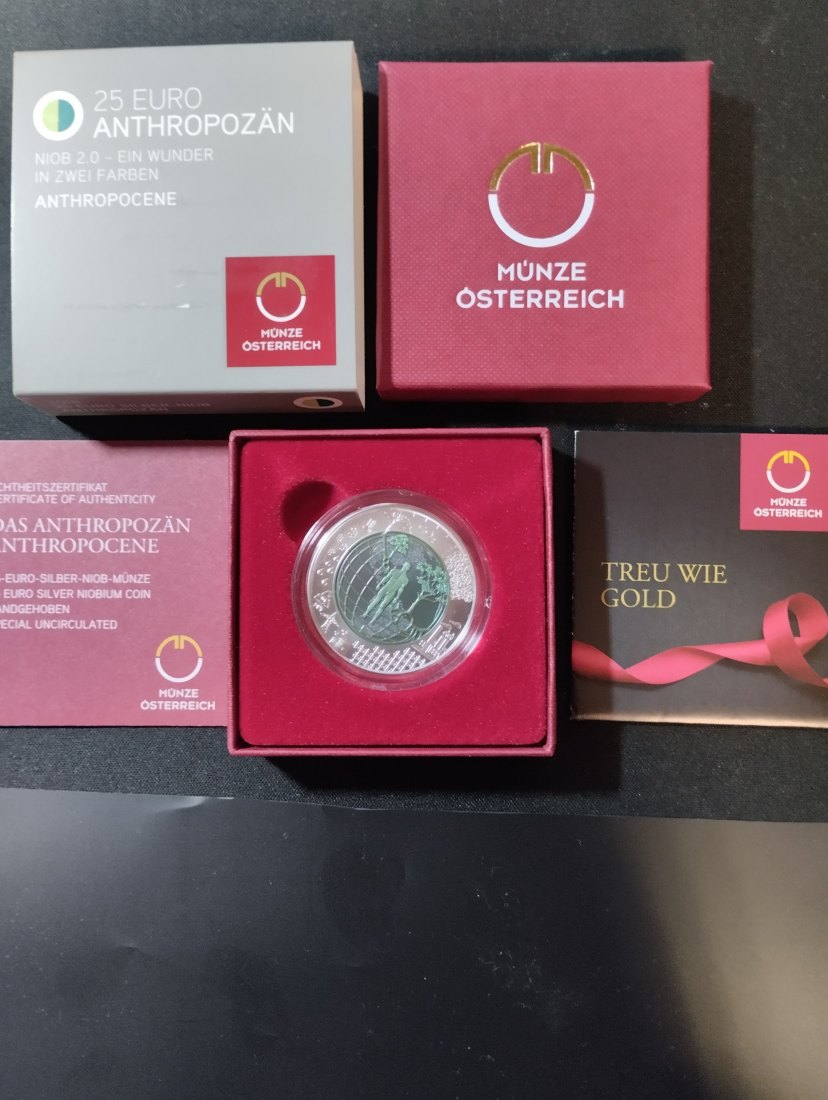 25 EURO
ANTHROPOZÄN
NIOB 2.0 – EIN WUNDER
IN ZWEI FARBEN
ANTHROPOCENE
MÜNZE
ÖSTERREICH
MÜNZE
ÖSTERREICH
CHTHEITSZERTIFIKAT
ERTIFICATE OF AUTHENTICITY
DAS ANTHROPOZÄN
ANTHROPOCENE
-EURO-SILBER-NIOB-MÜNZE
EURO SILVER NIOBIUM COIN
ANDGEHOBEN
PECIAL UNCIRCULATED
MÜNZE
ÖSTERREICH
MÜNZE
ÖSTERREICH
TREU WIE
GOLD